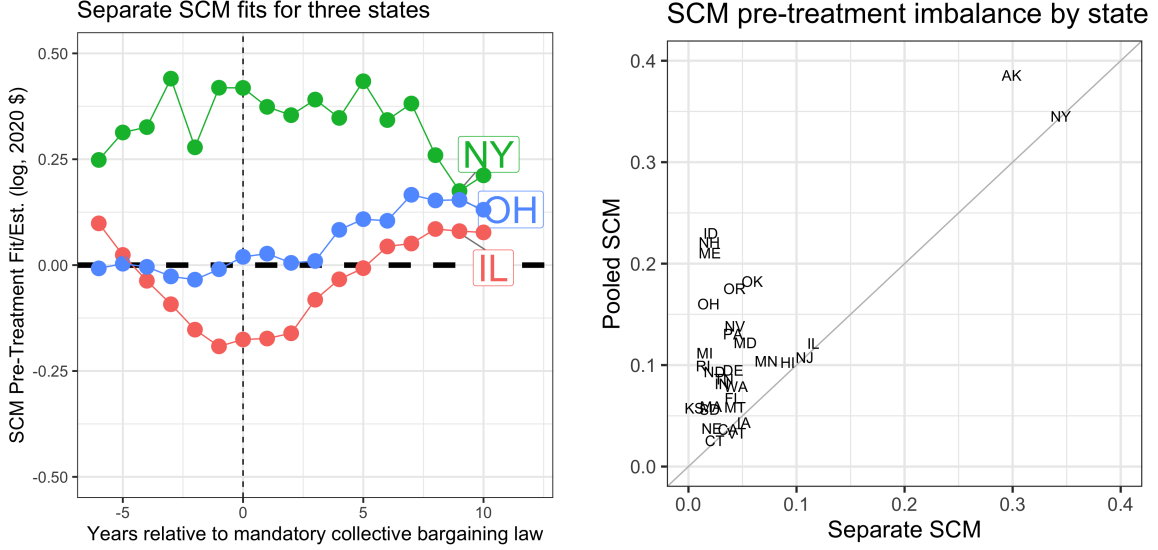 Separate SCM fits for three states
SCM Pre-Treatment Fit/Est. (log, 2020 $)
0.50
0.25
0.00
-0.25
-0.50
NY
OH
IL
-5
0
5
10
Years relative to mandatory collective bargaining law
SCM pre-treatment imbalance by state
Pooled SCM
0.4
0.3
0.2
0.1
0.0
AK
NY
ID
NH
ME
OK
OR
OH
NV
PA
MD
IL
MI
NJ
MN
HI
RI
ND
DE
IN
WA
FL
MT
KS
MA
SD
IA
NE
CA
VT
CT
0.0
0.1
0.2
0.3
0.4
Separate SCM